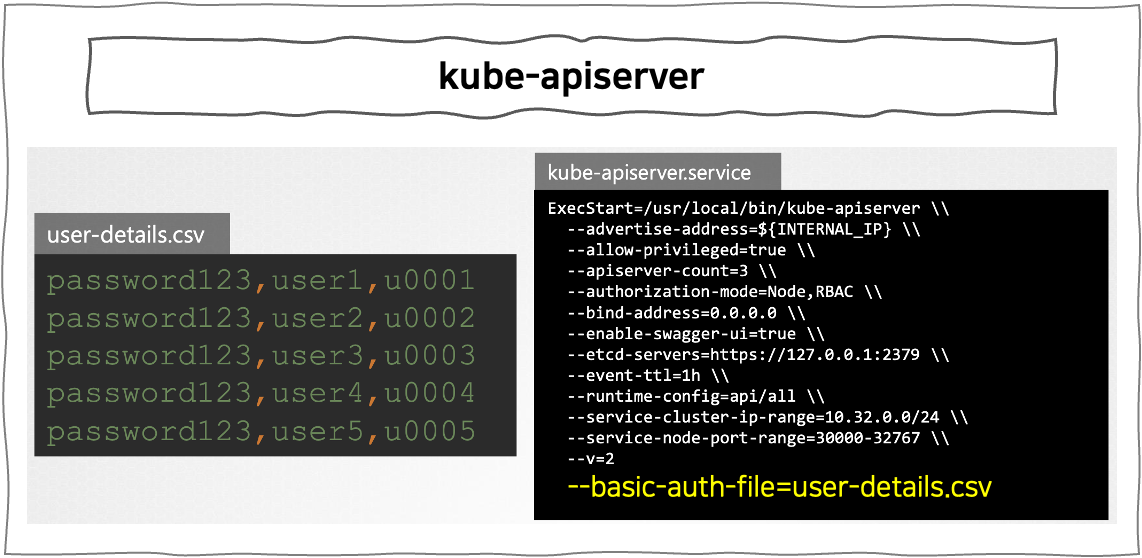 kube-apiserver
user-details.csv
password123,user1,u0001
password123,user2,u0002
password123,user3,u0003
password123,user4,u0004
password123,user5,u0005
kube-apiserver.service
ExecStart=/usr/local/bin/kube-apiserver \\
--advertise-address=${INTERNAL_IP} \\
--allow-privileged=true \\
--apiserver-count=3 \\
--authorization-mode=Node,RBAC \\
--bind-address=0.0.0.0 \\
--enable-swagger-ui=true \\
--etcd-servers=https://127.0.0.1:2379 \\
--event-ttl=1h \\
--runtime-config=api/all \\
--service-cluster-ip-range=10.32.0.0/24 \\
--service-node-port-range=30000-32767 \\
--v=2
--basic-auth-file=user-details.csv